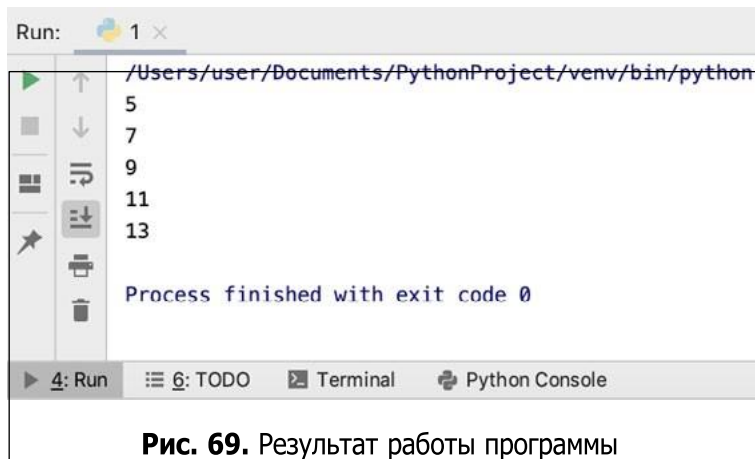 Run: 1 ×
/Users/user/Documents/PythonProject/venv/bin/python
5
7
9
11
13
Process finished with exit code 0
4: Run 6: TODO Terminal Python Console
Рис. 69. Результат работы программы